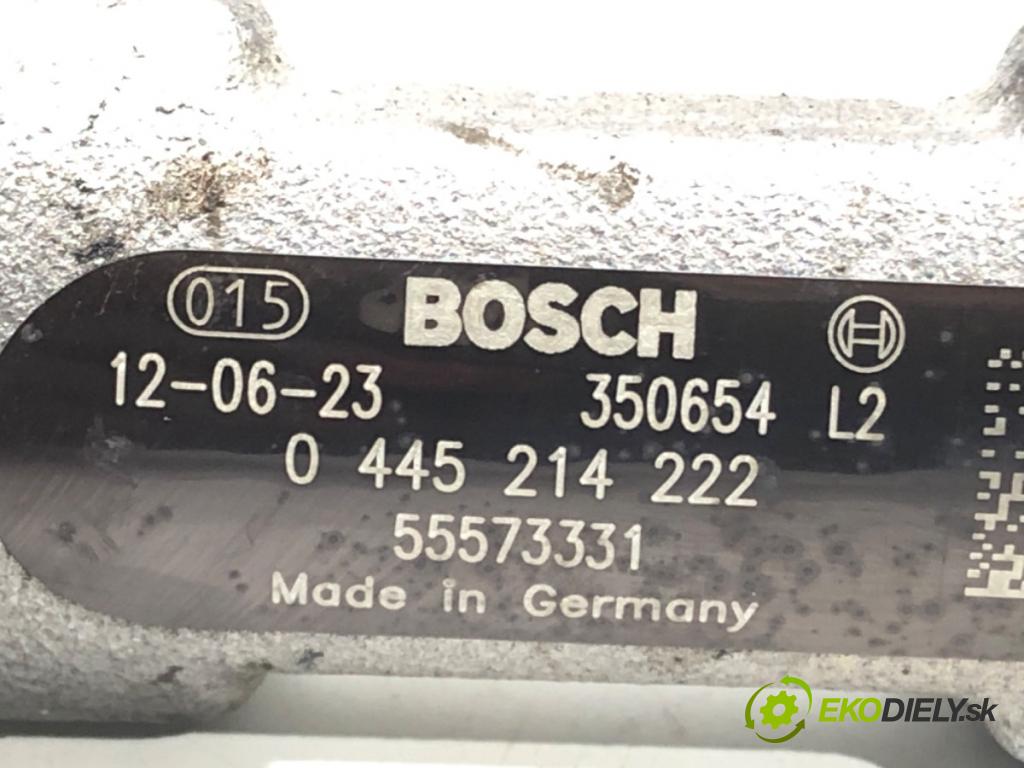 015 BOSCH
12-06-23 350654 L2
0 445 214 222
55573331
Made in Germany
EKODIELY.sk